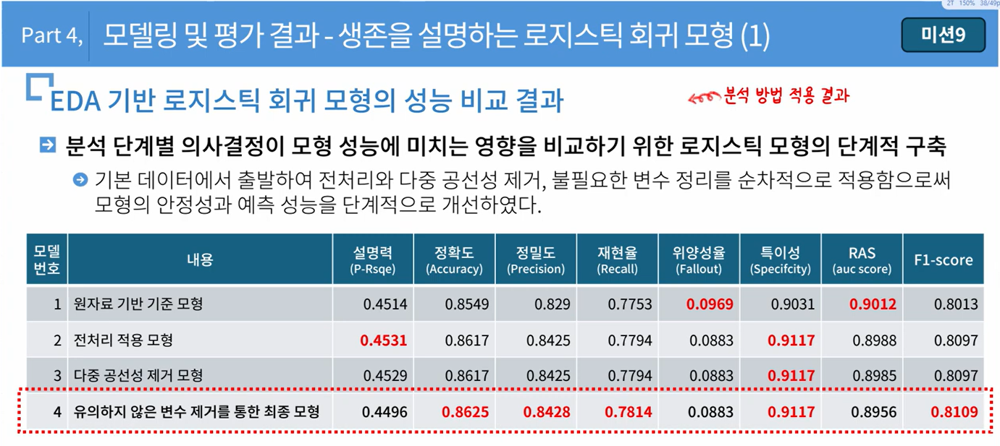 2T 150% 38/49p
Part 4, 모델링 및 평가 결과 - 생존을 설명하는 로지스틱 회귀 모형 (1) 미션9
EDA 기반 로지스틱 회귀 모형의 성능 비교 결과
분석 방법 적용 결과
분석 단계별 의사결정이 모형 성능에 미치는 영향을 비교하기 위한 로지스틱 모형의 단계적 구축
기본 데이터에서 출발하여 전처리와 다중 공선성 제거, 불필요한 변수 정리를 순차적으로 적용함으로써
모형의 안정성과 예측 성능을 단계적으로 개선하였다.
모델 번호 내용 설명력 (P-Rsqe) 정확도 (Accuracy) 정밀도 (Precision) 재현율 (Recall) 위양성율 (Fallout) 특이성 (Specifcity) RAS (auc score) F1-score
1 원자료 기반 기준 모형 0.4514 0.8549 0.829 0.7753 0.0969 0.9031 0.9012 0.8013
2 전처리 적용 모형 0.4531 0.8617 0.8425 0.7794 0.0883 0.9117 0.8988 0.8097
3 다중 공선성 제거 모형 0.4529 0.8617 0.8425 0.7794 0.0883 0.9117 0.8985 0.8097
4 유의하지 않은 변수 제거를 통한 최종 모형 0.4496 0.8625 0.8428 0.7814 0.0883 0.9117 0.8956 0.8109